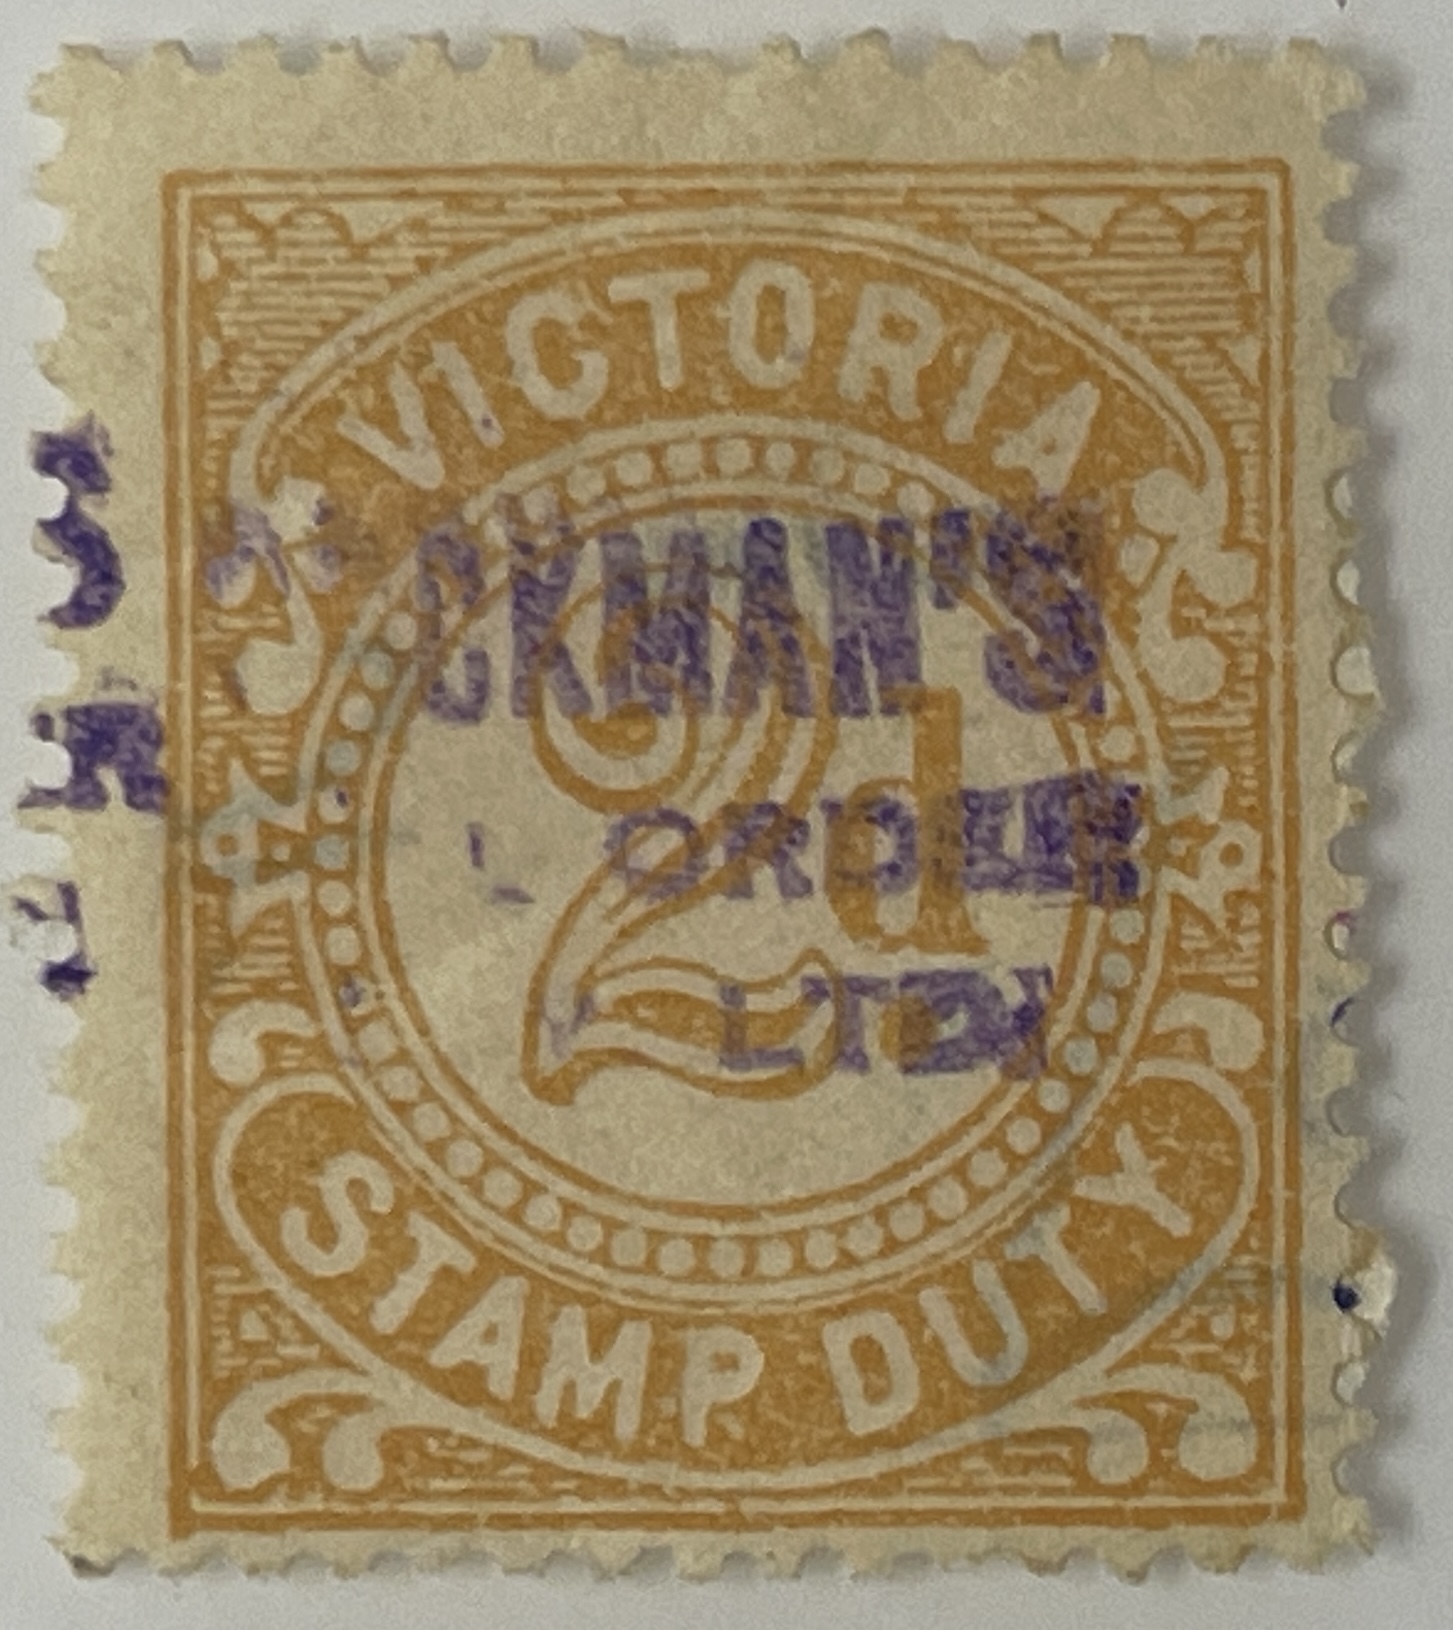 VICTORIA
CKMAN'S
ORDER
2d
LTD
STAMP DUTY